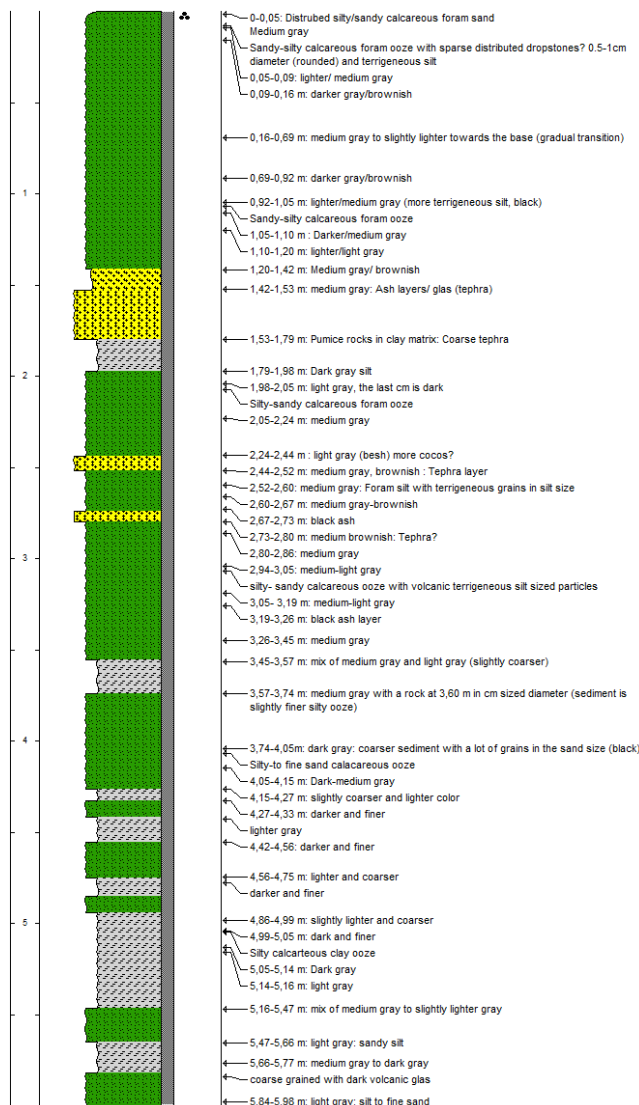 0-0,05: Distrubed silty/sandy calcareous foram sand
Medium gray
Sandy-silty calcareous foram ooze with sparse distributed dropstones? 0.5-1cm
diameter (rounded) and terrigeneous silt
0,05-0,09: lighter/ medium gray
0,09-0,16 m: darker gray/brownish
0,16-0,69 m: medium gray to slightly lighter towards the base (gradual transition)
0,69-0,92 m: darker gray/brownish
1
0,92-1,05 m: lighter/medium gray (more terrigeneous silt, black)
Sandy-silty calcareous foram ooze
1,05-1,10 m : Darker/medium gray
1,10-1,20 m: lighter/light gray
1,20-1,42 m: Medium gray/ brownish
1,42-1,53 m: medium gray: Ash layers/ glas (tephra)
1,53-1,79 m: Pumice rocks in clay matrix: Coarse tephra
1,79-1,98 m: Dark gray silt
2
1,98-2,05 m: light gray, the last cm is dark
Silty-sandy calcareous foram ooze
2,05-2,24 m: medium gray
2,24-2,44 m : light gray (besh) more cocos?
2,44-2,52 m: medium gray, brownish : Tephra layer
2,52-2,60: medium gray: Foram silt with terrigeneous grains in silt size
2,60-2,67 m: medium gray-brownish
2,67-2,73 m: black ash
2,73-2,80 m: medium brownish: Tephra?
2,80-2,86: medium gray
3
2,94-3,05: medium-light gray
silty- sandy calcareous ooze with volcanic terrigeneous silt sized particles
3,05- 3,19 m: medium-light gray
3,19-3,26 m: black ash layer
3,26-3,45 m: medium gray
3,45-3,57 m: mix of medium gray and light gray (slightly coarser)
3,57-3,74 m: medium gray with a rock at 3,60 m in cm sized diameter (sediment is
slightly finer silty ooze)
4
3,74-4,05m: dark gray: coarser sediment with a lot of grains in the sand size (black)
Silty-to fine sand calacareous ooze
4,05-4,15 m: Dark-medium gray
4,15-4,27 m: slightly coarser and lighter color
4,27-4,33 m: darker and finer
lighter gray
4,42-4,56: darker and finer
4,56-4,75 m: lighter and coarser
darker and finer
5
4,86-4,99 m: slightly lighter and coarser
4,99-5,05 m: dark and finer
Silty calcarteous clay ooze
5,05-5,14 m: Dark gray
5,14-5,16 m: light gray
5,16-5,47 m: mix of medium gray to slightly lighter gray
5,47-5,66 m: light gray: sandy silt
5,66-5,77 m: medium gray to dark gray
coarse grained with dark volcanic glas
5,84-5,98 m: light gray: silt to fine sand